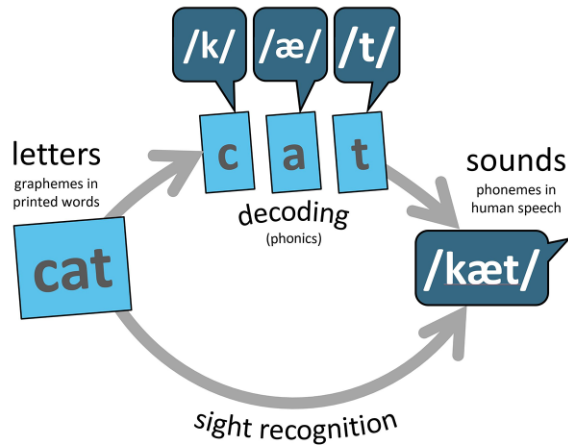 /k/ /æ/ /t/
c a t
letters
graphemes in
printed words
cat
decoding
(phonics)
sounds
phonemes in
human speech
/kæt/
sight recognition